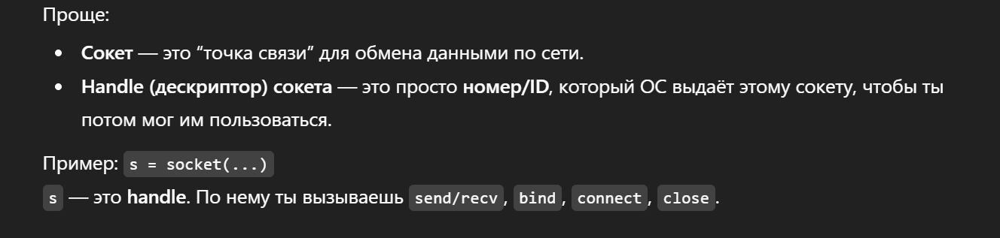 Проще:
• Сокет — это “точка связи” для обмена данными по сети.
• Handle (дескриптор) сокета — это просто номер/ID, который ОС выдаёт этому сокету, чтобы ты
потом мог им пользоваться.
Пример: s = socket(...)
s — это handle. По нему ты вызываешь send/recv, bind, connect, close.